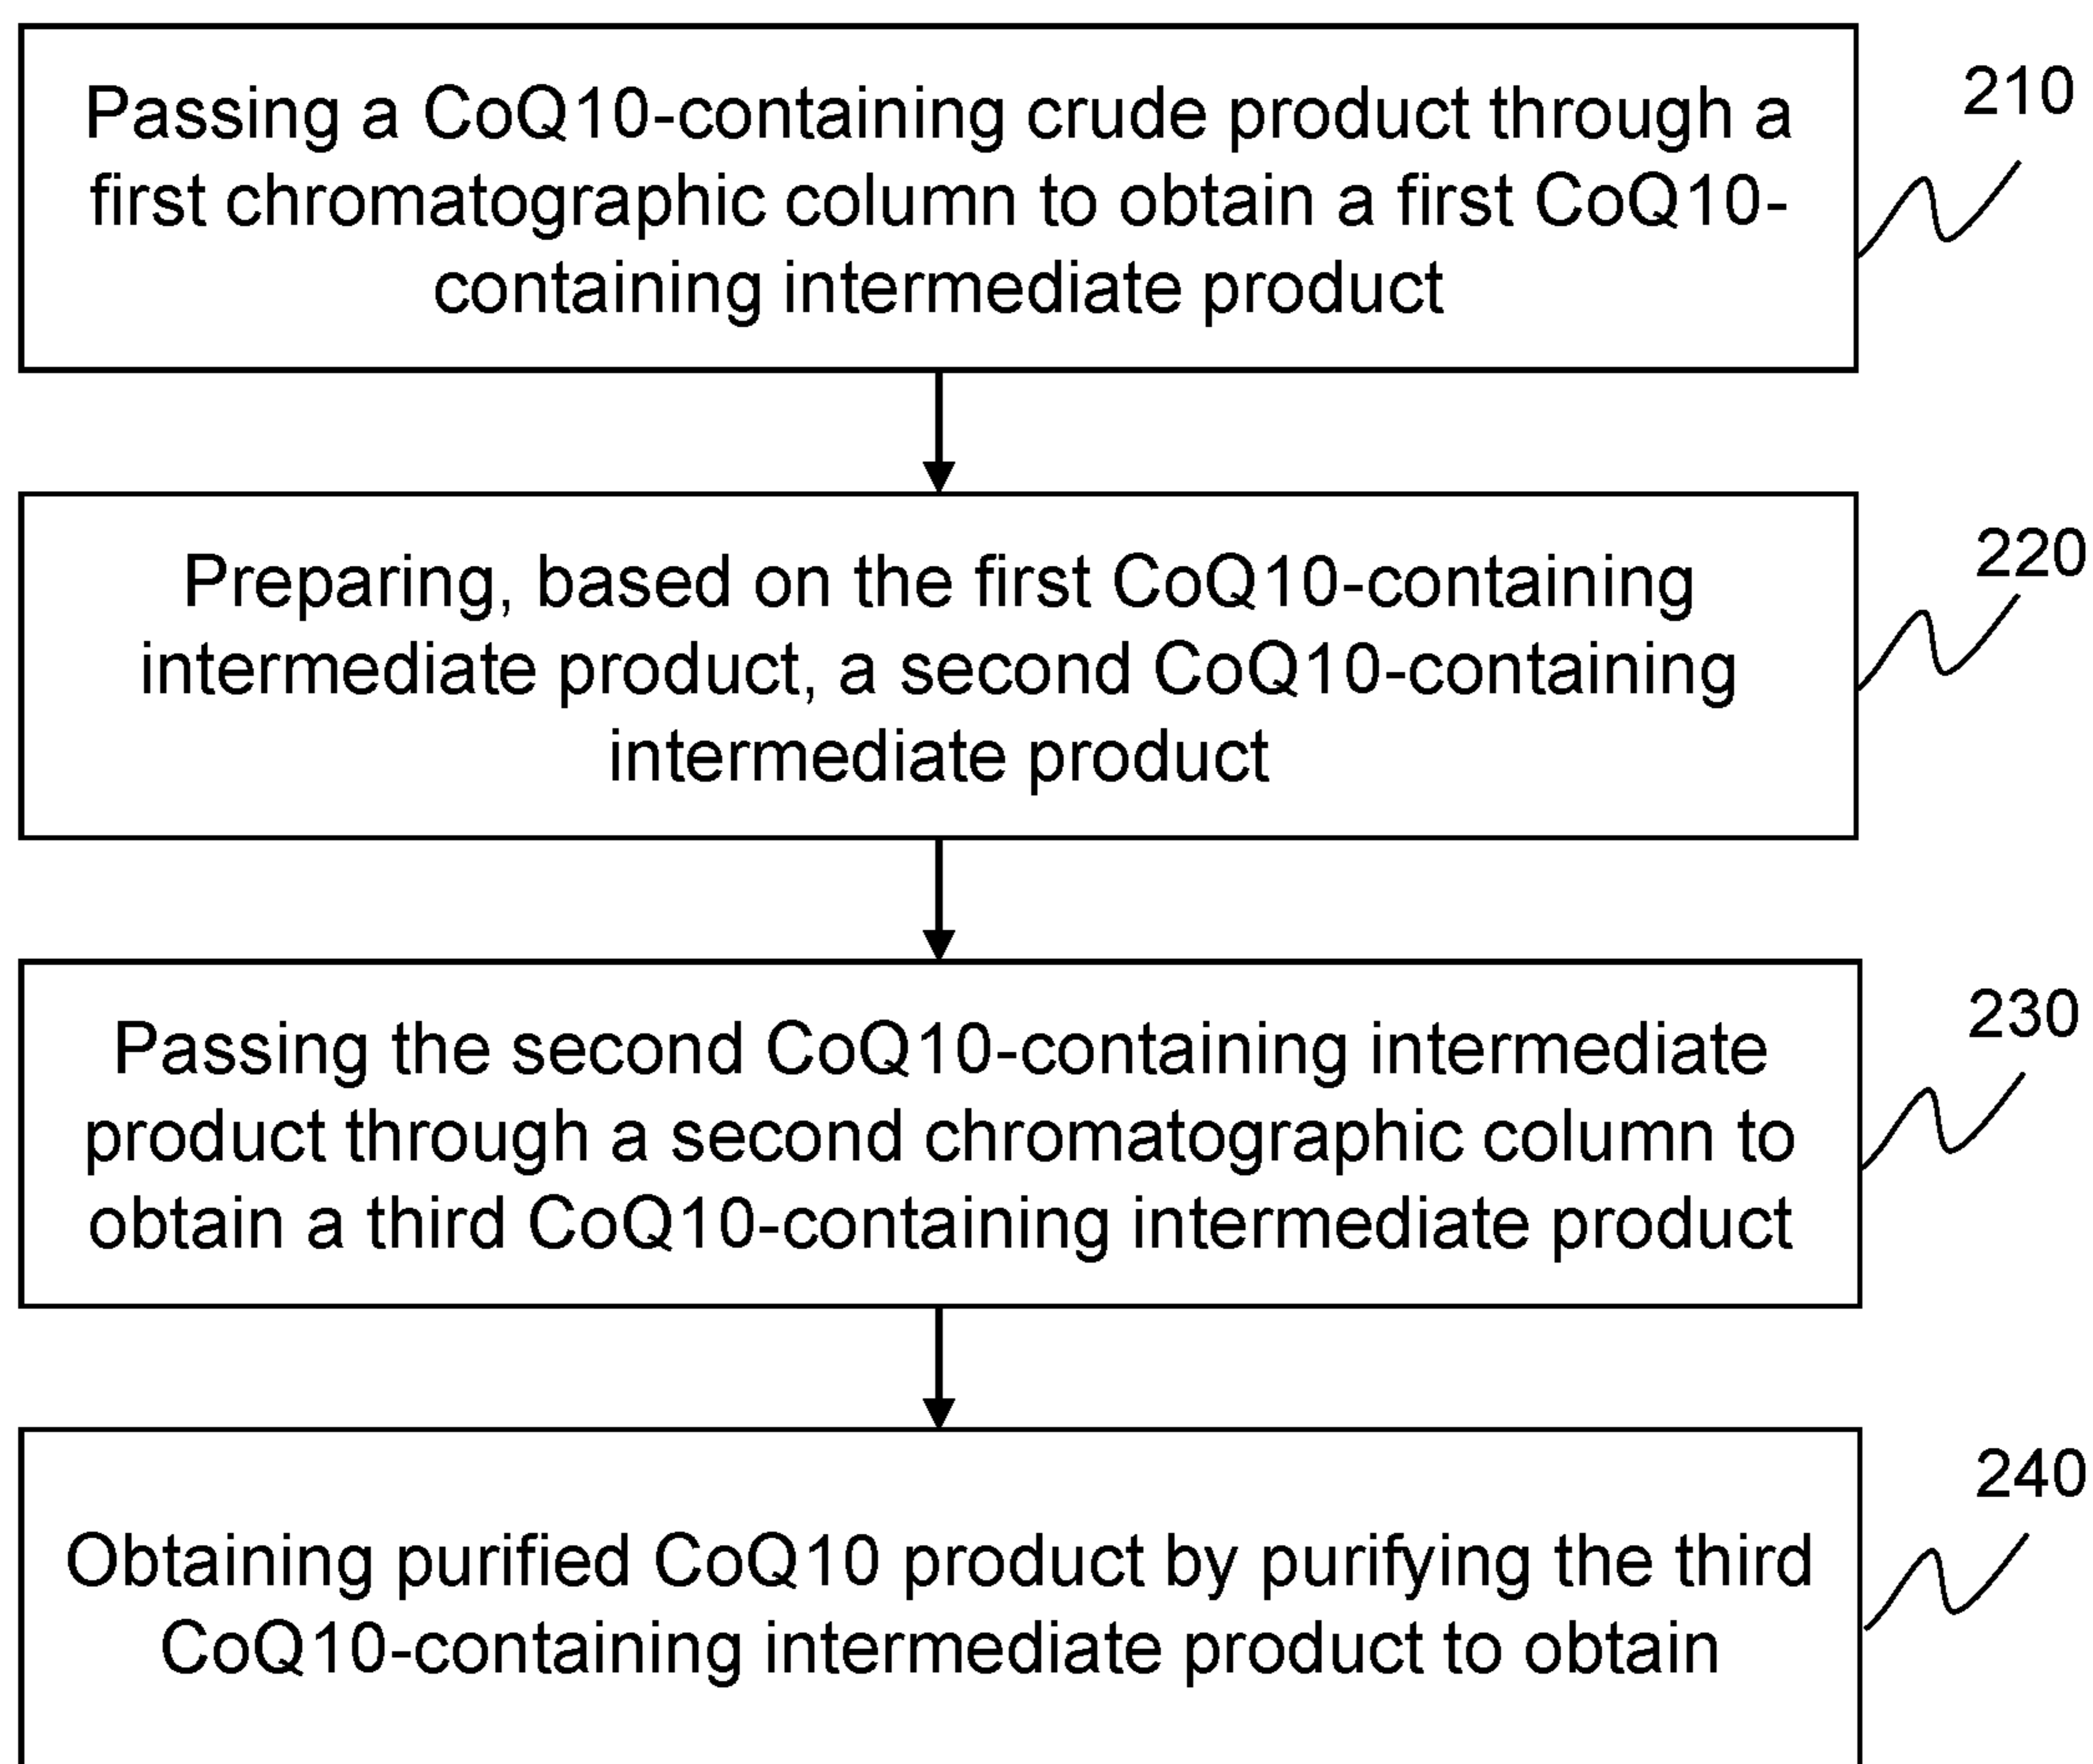 Passing a CoQ10-containing crude product through a
first chromatographic column to obtain a first CoQ10-
containing intermediate product
210
Preparing, based on the first CoQ10-containing
intermediate product, a second CoQ10-containing
intermediate product
220
Passing the second CoQ10-containing intermediate
product through a second chromatographic column to
obtain a third CoQ10-containing intermediate product
230
Obtaining purified CoQ10 product by purifying the third
CoQ10-containing intermediate product to obtain
240